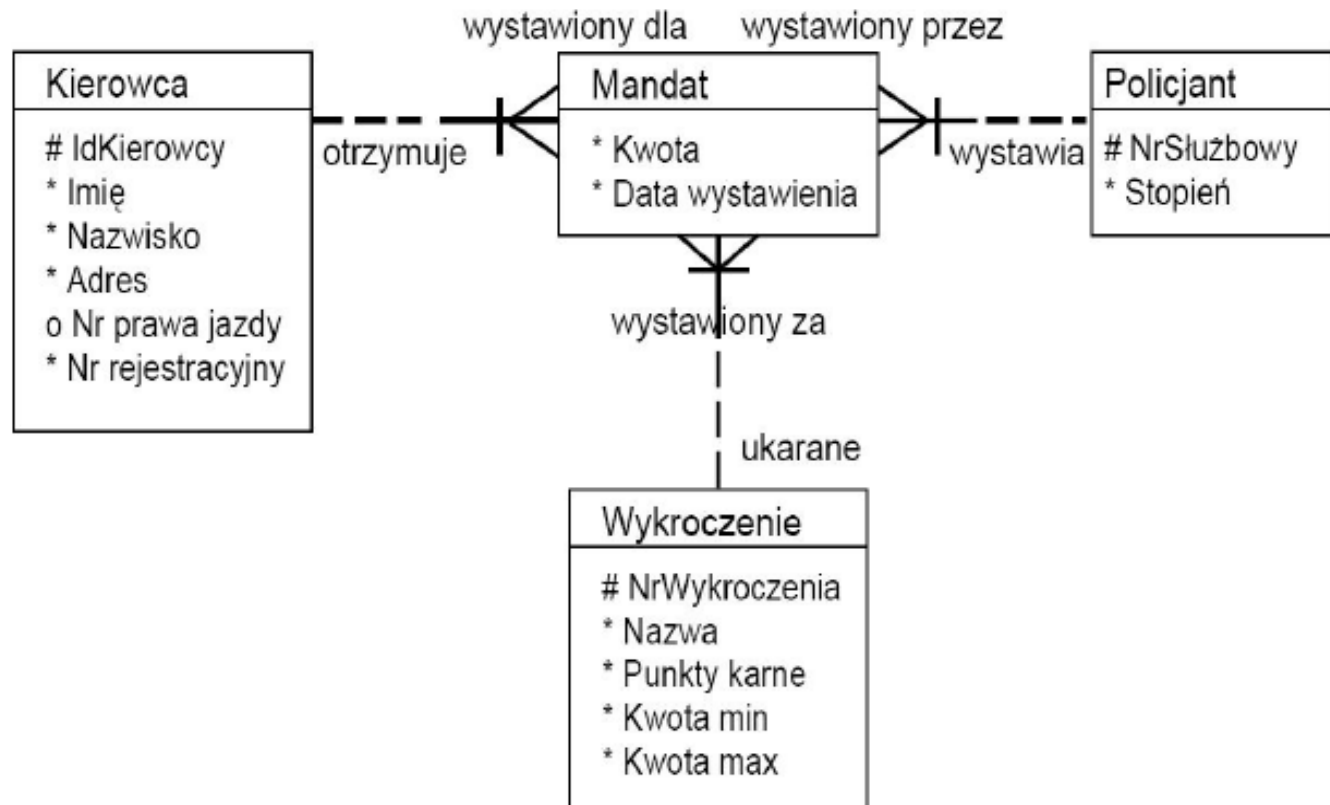 wystawiony dla
wystawiony przez
Kierowca
# IdKierowcy
* Imię
* Nazwisko
* Adres
o Nr prawa jazdy
* Nr rejestracyjny
otrzymuje
Mandat
* Kwota
* Data wystawienia
wystawia
Policjant
# NrSłużbowy
* Stopień
wystawiony za
ukarane
Wykroczenie
# NrWykroczenia
* Nazwa
* Punkty karne
* Kwota min
* Kwota max